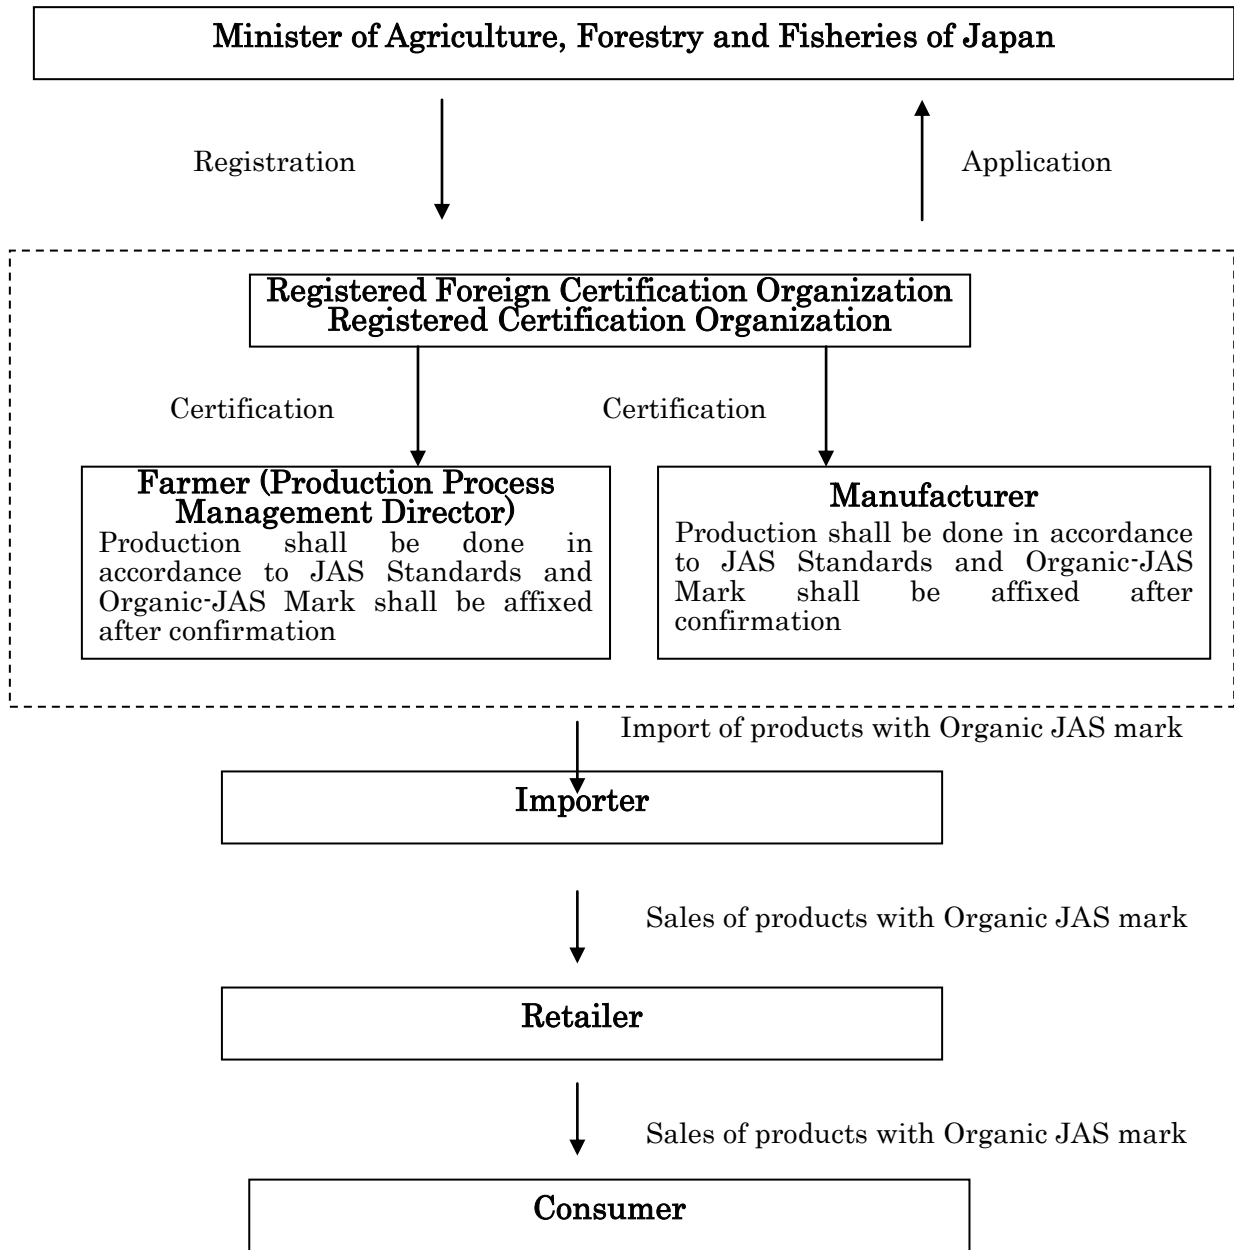 Minister of Agriculture, Forestry and Fisheries of Japan
Registration
Application
Registered Foreign Certification Organization
Registered Certification Organization
Certification
Certification
Farmer (Production Process
Management Director)
Production shall be done in
accordance to JAS Standards and
Organic-JAS Mark shall be affixed
after confirmation
Manufacturer
Production shall be done in accordance
to JAS Standards and Organic-JAS
Mark shall be affixed after
confirmation
Import of products with Organic JAS mark
Importer
Sales of products with Organic JAS mark
Retailer
Sales of products with Organic JAS mark
Consumer